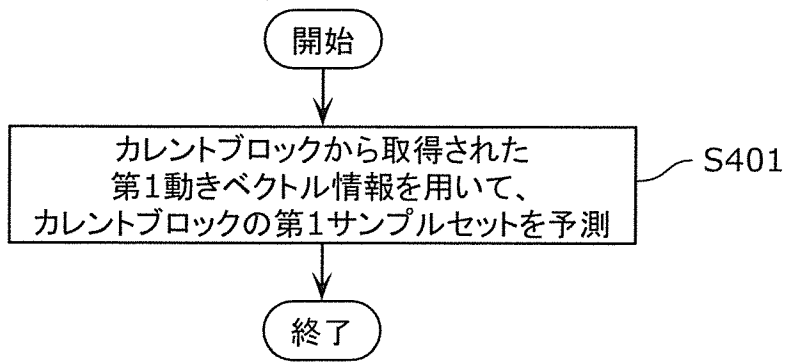 開始
カレントブロックから取得された
第1動きベクトル情報を用いて、
カレントブロックの第1サンプルセットを予測
S401
終了